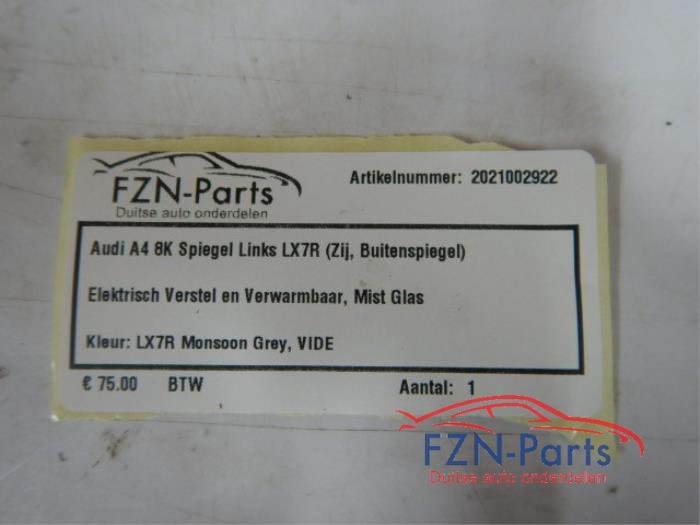 FZN-Parts
Duitse auto onderdelen
Artikelnummer: 2021002922
Audi A4 8K Spiegel Links LX7R (Zij, Buitenspiegel)
Elektrisch Verstel en Verwarmbaar, Mist Glas
Kleur: LX7R Monsoon Grey, VIDE
€ 75.00 BTW Aantal: 1
FZN-Parts
Duitse auto onderdelen